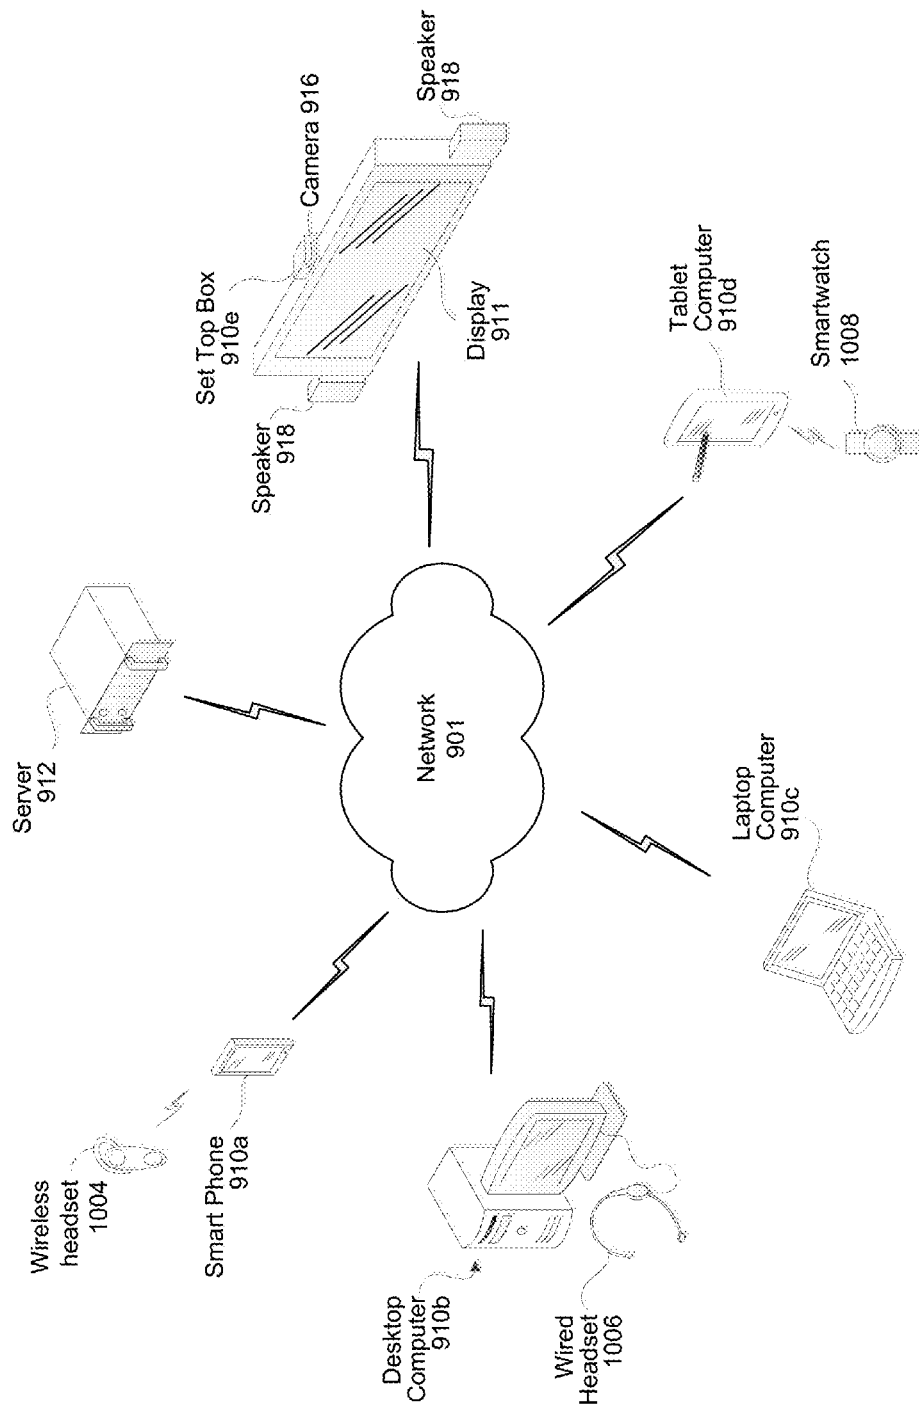 Wireless
headset
1004
Smart Phone
910a
Server
912
Set Top Box
910e
Camera 916
Speaker
918
Speaker
918
Display
911
Network
901
Desktop
Computer
910b
Wired
Headset
1006
Laptop
Computer
910c
Tablet
Computer
910d
Smartwatch
1008